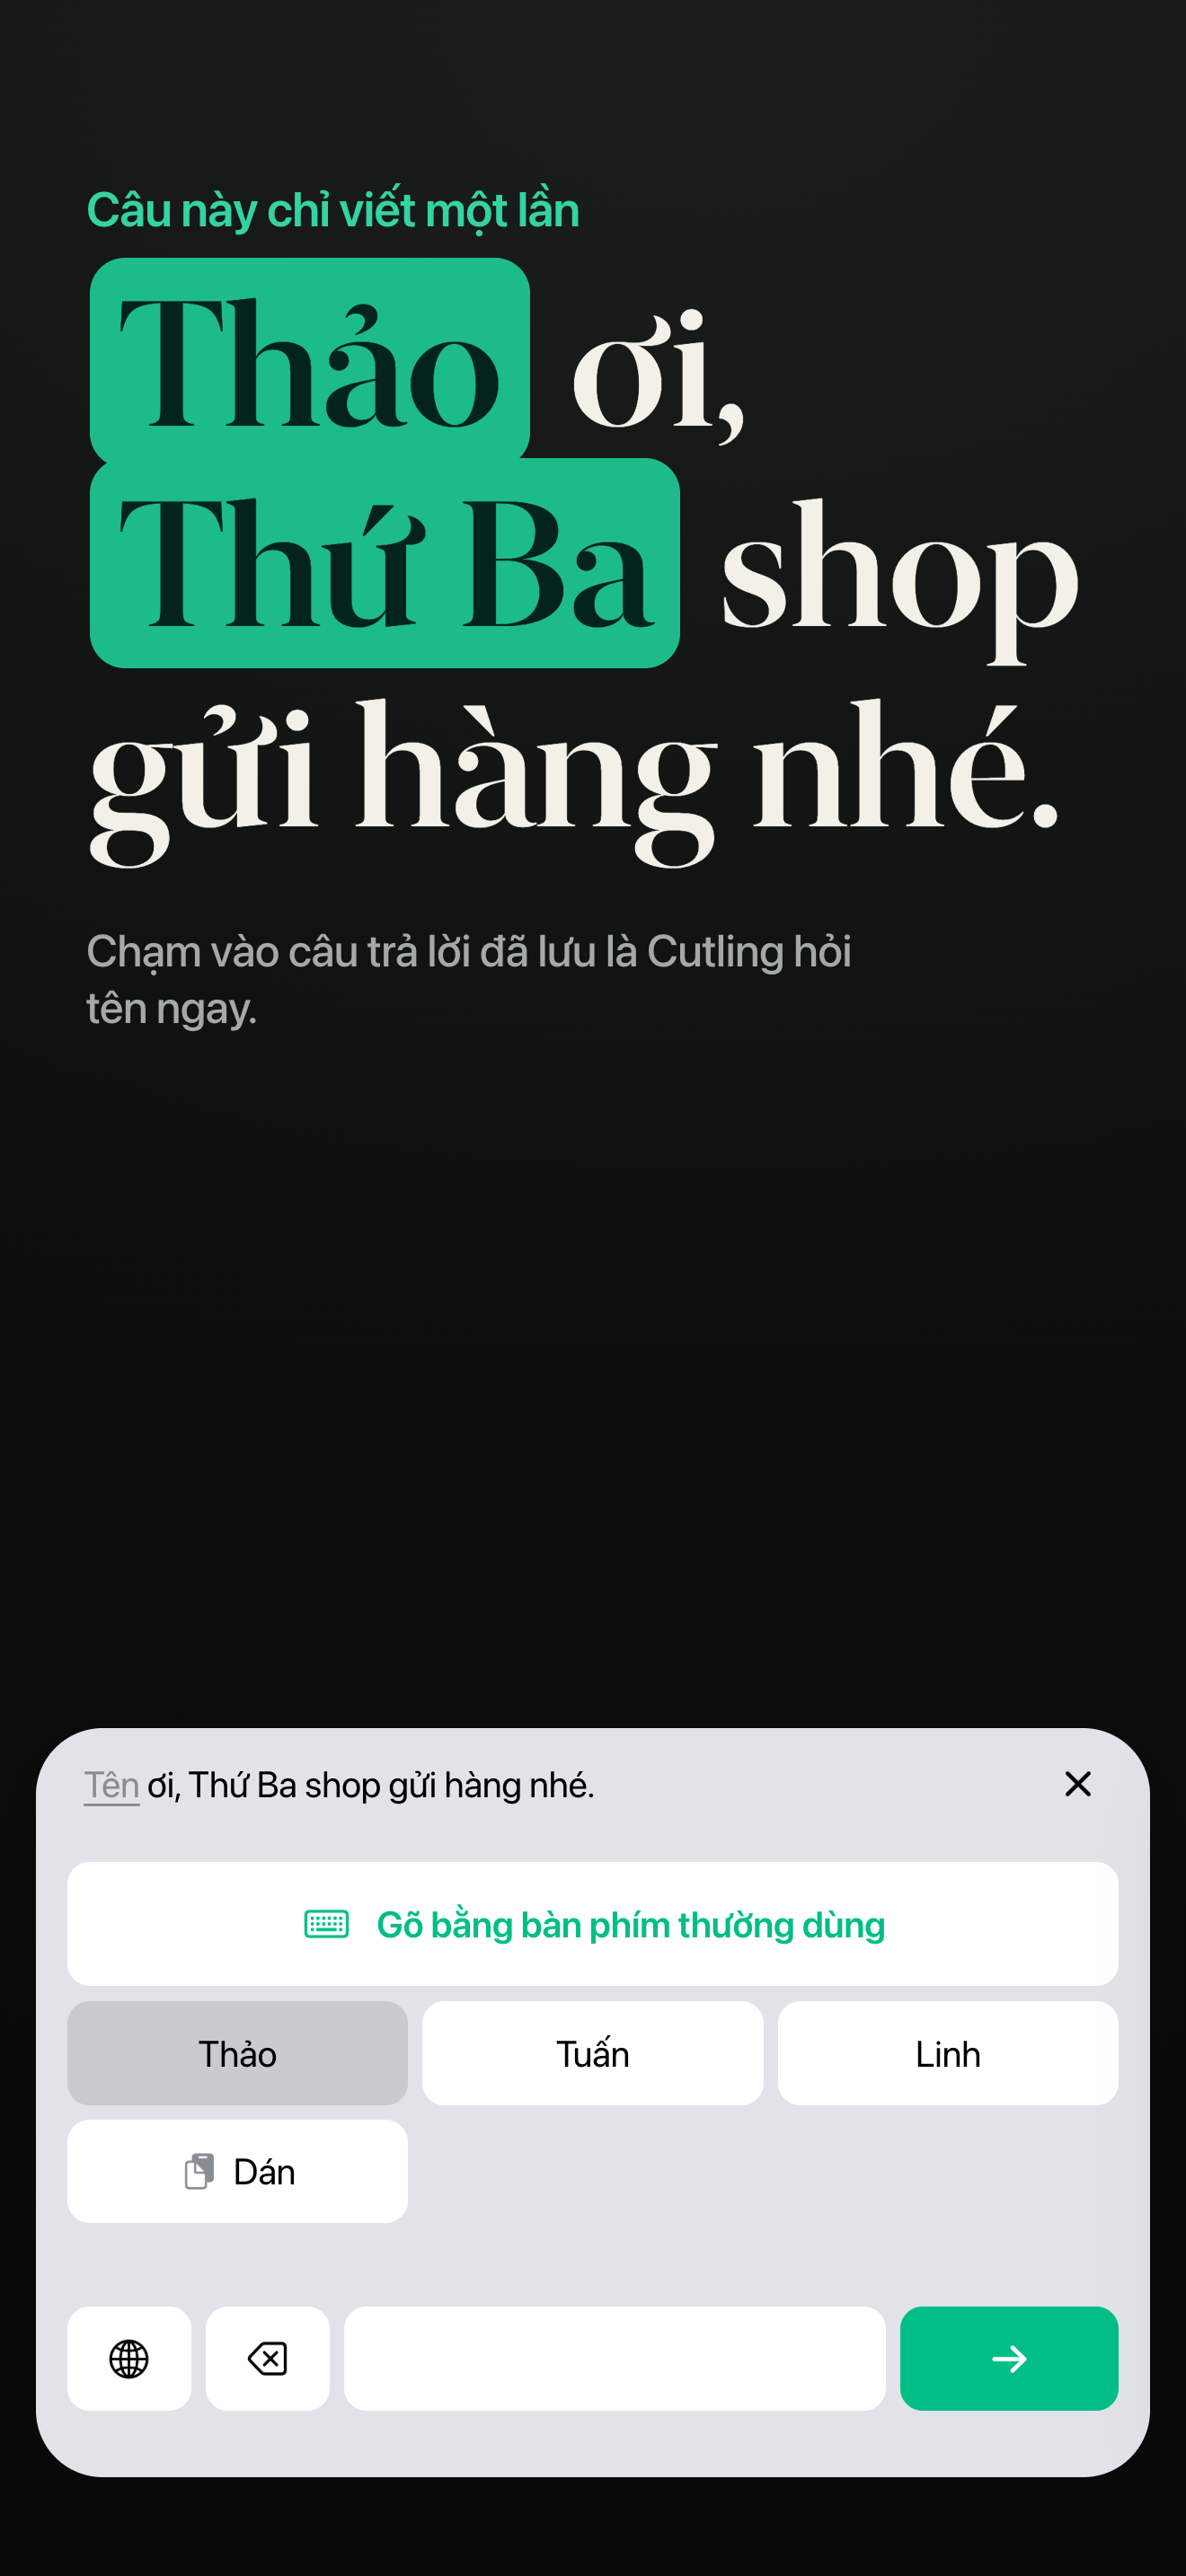 Câu này chỉ viết một lần
Thảo ơi,
Thứ Ba shop
gửi hàng nhé.
Chạm vào câu trả lời đã lưu là Cutling hỏi
tên ngay.
Tên ơi, Thứ Ba shop gửi hàng nhé.
Gõ bằng bàn phím thường dùng
Thảo
Tuấn
Linh
Dán